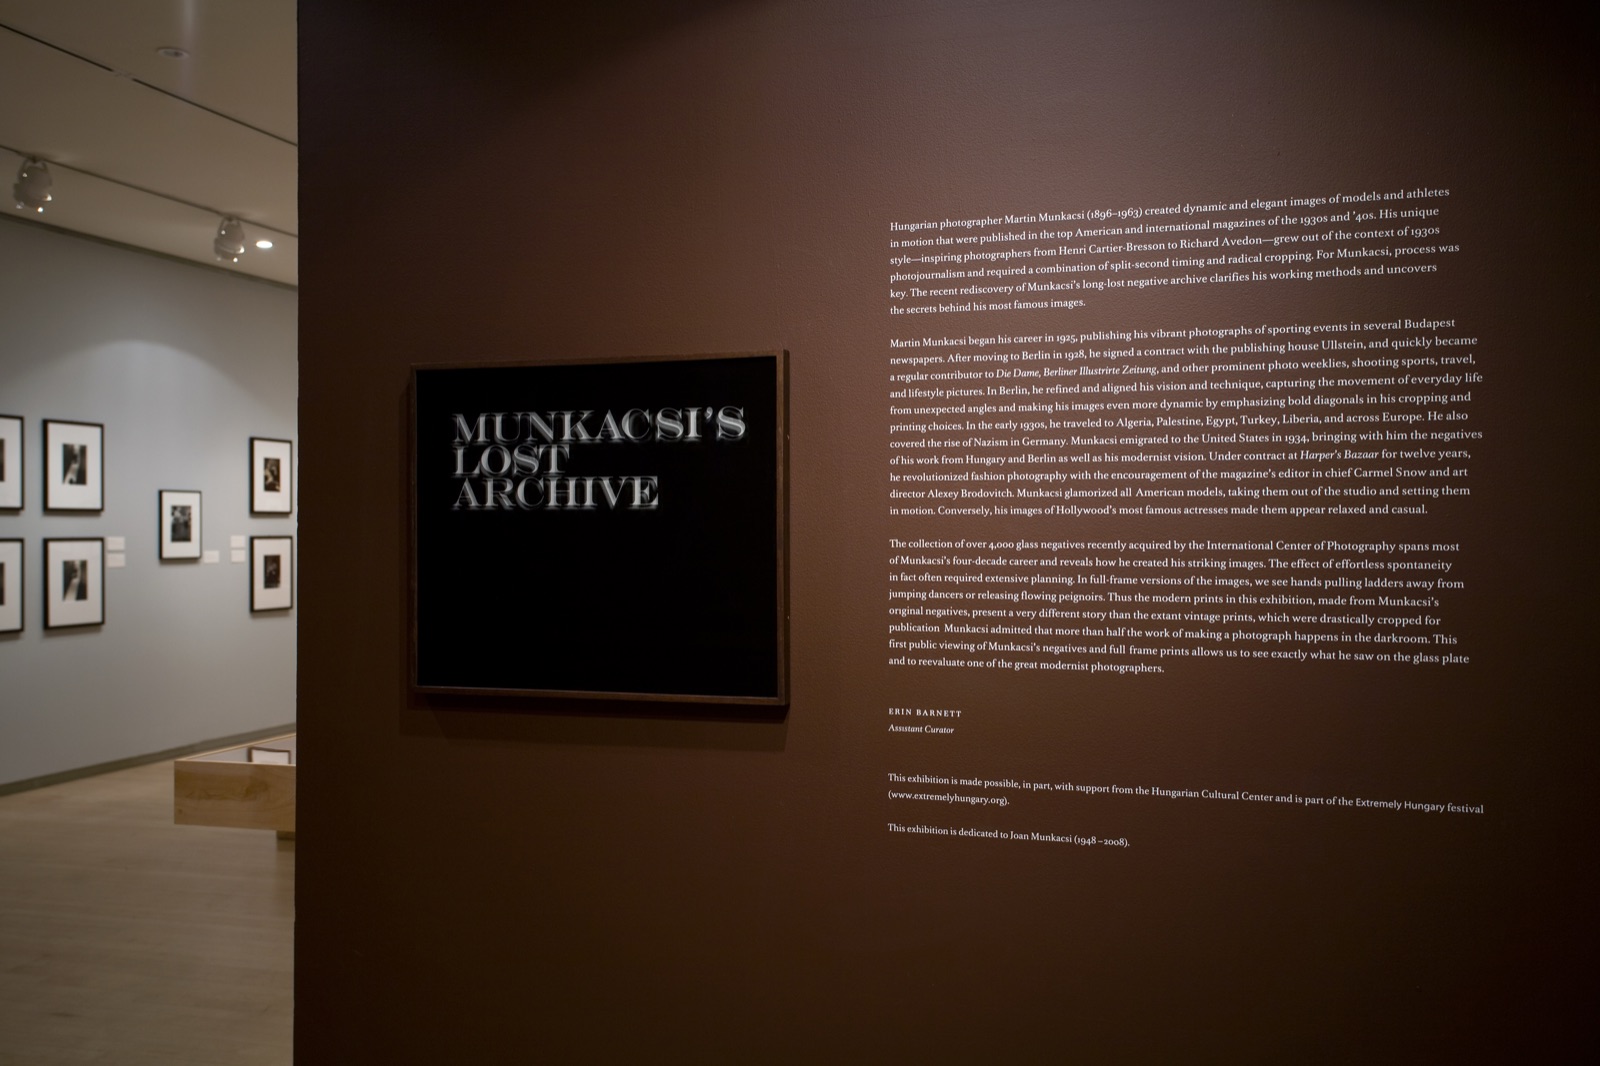 MUNKACSI'S
LOST
ARCHIVE
Hungarian photographer Martin Munkacsi (1896–1963) created dynamic and elegant images of models and athletes
in motion that were published in the top American and international magazines of the 1930s and '40s. His unique
style—inspiring photographers from Henri Cartier-Bresson to Richard Avedon—grew out of the context of 1930s
photojournalism and required a combination of split-second timing and radical cropping. For Munkacsi, process was
key. The recent rediscovery of Munkacsi's long-lost negative archive clarifies his working methods and uncovers
the secrets behind his most famous images.
Martin Munkacsi began his career in 1925, publishing his vibrant photographs of sporting events in several Budapest
newspapers. After moving to Berlin in 1928, he signed a contract with the publishing house Ullstein, and quickly became
a regular contributor to Die Dame, Berliner Illustrirte Zeitung, and other prominent photo weeklies, shooting sports, travel,
and lifestyle pictures. In Berlin, he refined and aligned his vision and technique, capturing the movement of everyday life
from unexpected angles and making his images even more dynamic by emphasizing bold diagonals in his cropping and
printing choices. In the early 1930s, he traveled to Algeria, Palestine, Egypt, Turkey, Liberia, and across Europe. He also
covered the rise of Nazism in Germany. Munkacsi emigrated to the United States in 1934, bringing with him the negatives
of his work from Hungary and Berlin as well as his modernist vision. Under contract at Harper's Bazaar for twelve years,
he revolutionized fashion photography with the encouragement of the magazine's editor in chief Carmel Snow and art
director Alexey Brodovitch. Munkacsi glamorized all American models, taking them out of the studio and setting them
in motion. Conversely, his images of Hollywood's most famous actresses made them appear relaxed and casual.
The collection of over 4,000 glass negatives recently acquired by the International Center of Photography spans most
of Munkacsi's four-decade career and reveals how he created his striking images. The effect of effortless spontaneity
in fact often required extensive planning. In full-frame versions of the images, we see hands pulling ladders away from
jumping dancers or releasing flowing peignoirs. Thus the modern prints in this exhibition, made from Munkacsi's
original negatives, present a very different story than the extant vintage prints, which were drastically cropped for
publication Munkacsi admitted that more than half the work of making a photograph happens in the darkroom. This
first public viewing of Munkacsi's negatives and full frame prints allows us to see exactly what he saw on the glass plate
and to reevaluate one of the great modernist photographers.
ERIN BARNETT
Assistant Curator
This exhibition is made possible, in part, with support from the Hungarian Cultural Center and is part of the Extremely Hungary festival
(www.extremelyhungary.org).
This exhibition is dedicated to Joan Munkacsi (1948–2008).